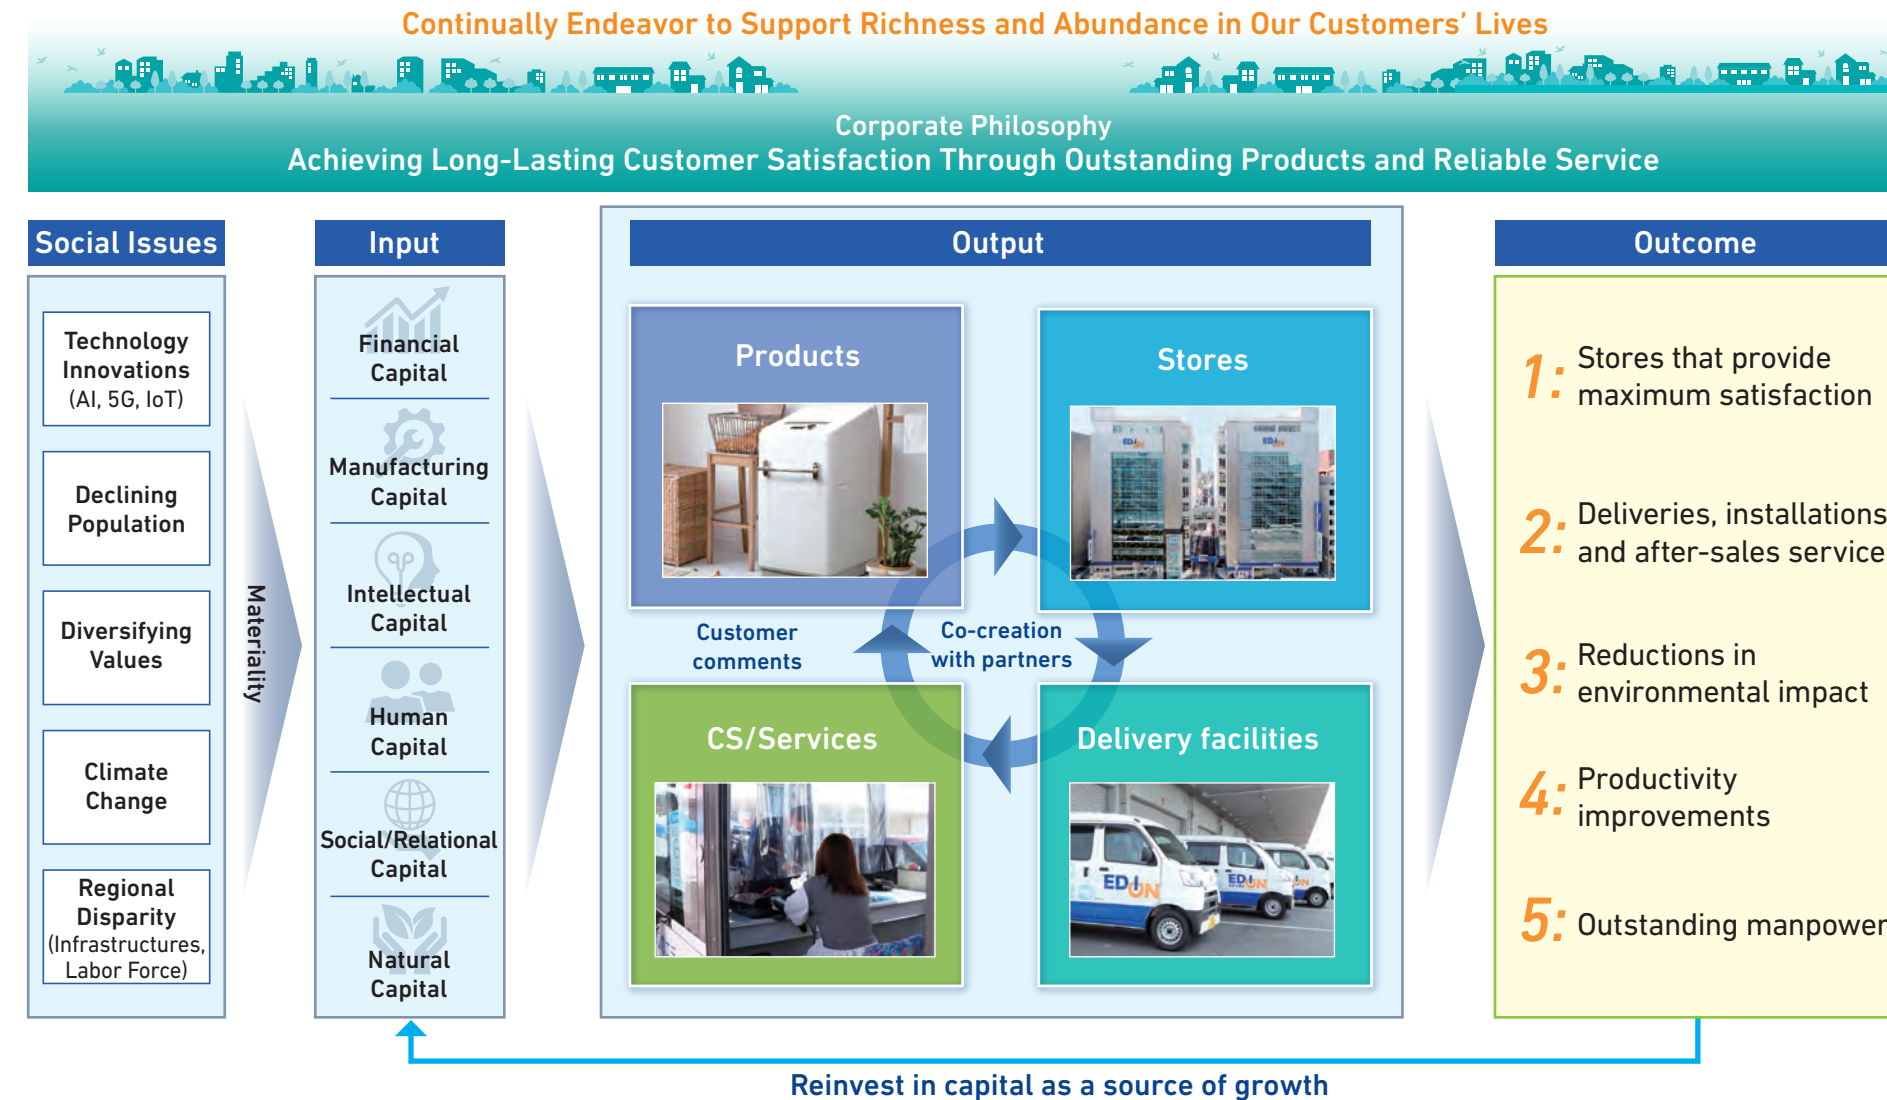 Continually Endeavor to Support Richness and Abundance in Our Customers' Lives
Corporate Philosophy
Achieving Long-Lasting Customer Satisfaction Through Outstanding Products and Reliable Service
Social Issues
Technology
Innovations
(AI, 5G, IoT)
Declining
Population
Diversifying
Values
Climate
Change
Regional
Disparity
(Infrastructures,
Labor Force)
Materiality
Input
Financial
Capital
Manufacturing
Capital
Intellectual
Capital
Human
Capital
Social/Relational
Capital
Natural
Capital
Output
Products
Stores
EDION
EDION
Customer
comments
Co-creation
with partners
CS/Services
Delivery facilities
EDION
EDION
Outcome
1: Stores that provide
maximum satisfaction
2: Deliveries, installations
and after-sales service
3: Reductions in
environmental impact
4: Productivity
improvements
5: Outstanding manpower
Reinvest in capital as a source of growth